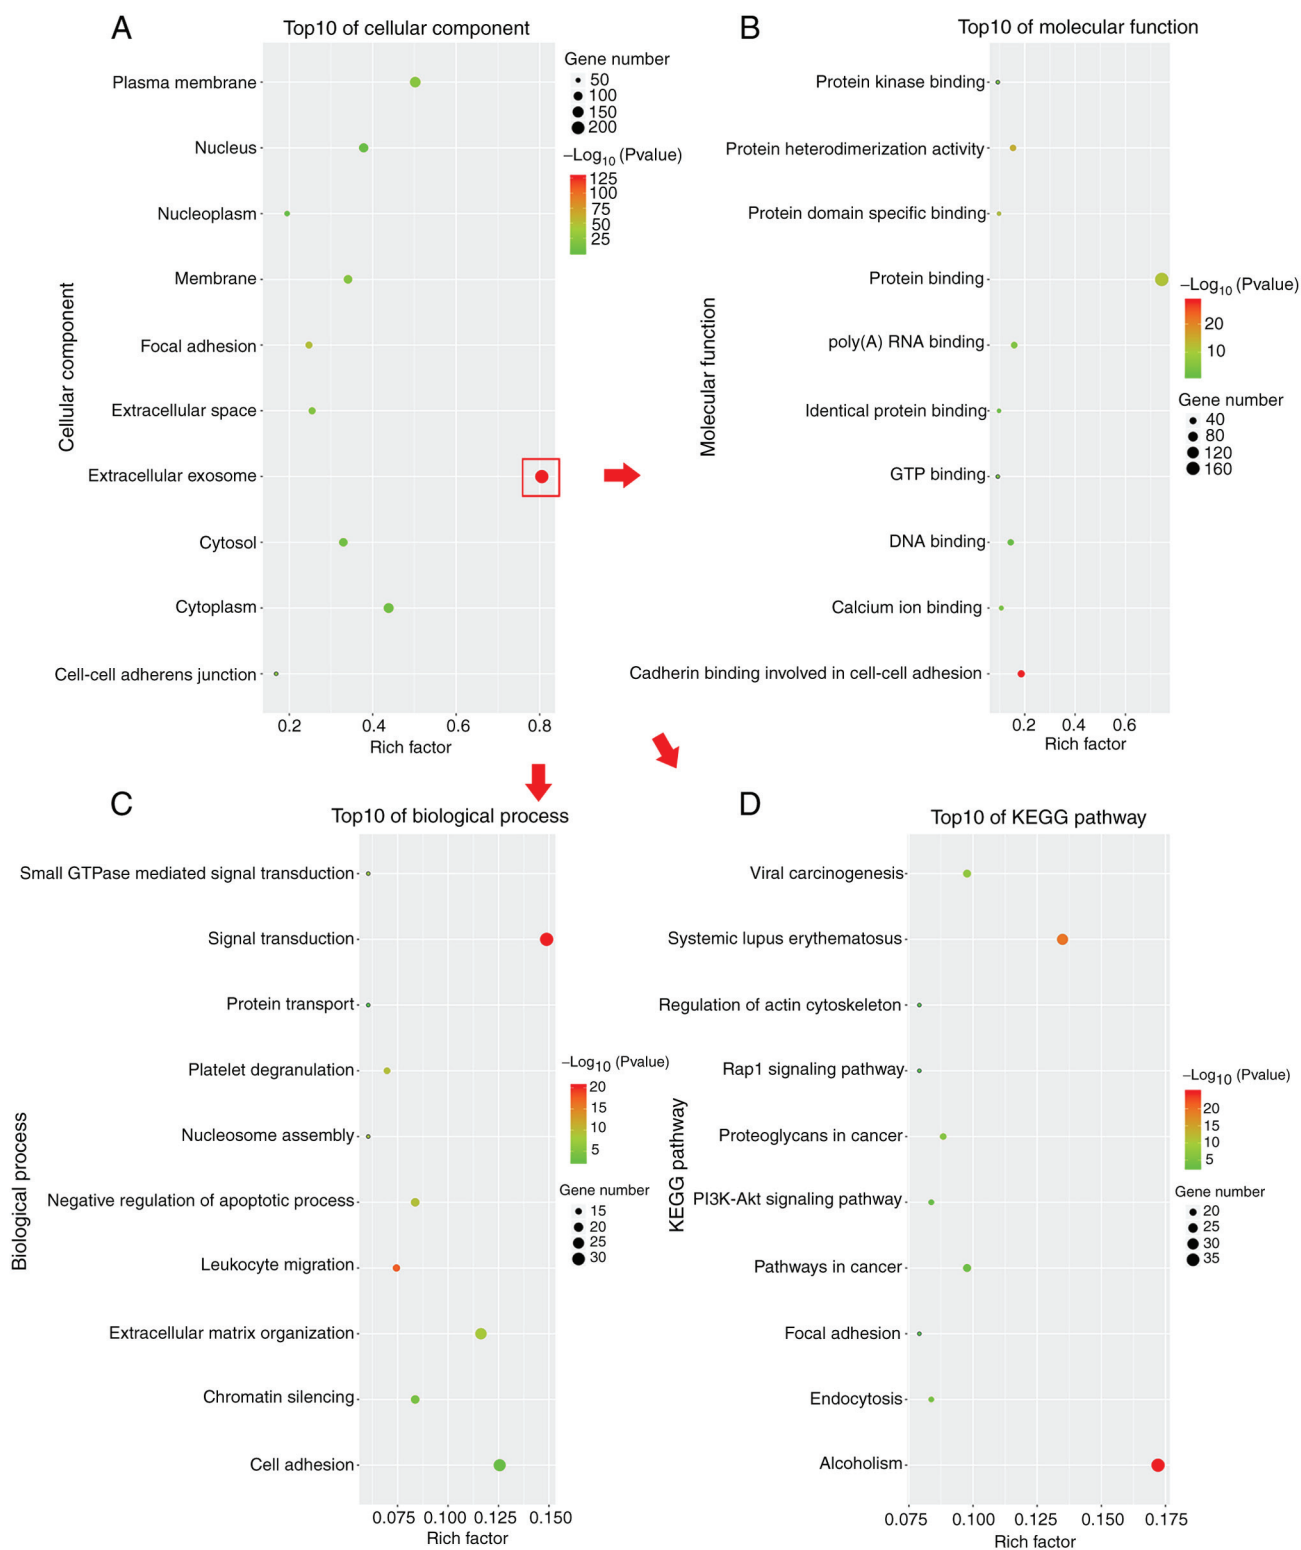 A
Top10 of cellular component
Cellular component
Plasma membrane
Nucleus
Nucleoplasm
Membrane
Focal adhesion
Extracellular space
Extracellular exosome
Cytosol
Cytoplasm
Cell-cell adherens junction
0.2 0.4 0.6 0.8
Rich factor
Gene number
50
100
150
200
–Log10 (Pvalue)
125
100
75
50
25
B
Top10 of molecular function
Molecular function
Protein kinase binding
Protein heterodimerization activity
Protein domain specific binding
Protein binding
poly(A) RNA binding
Identical protein binding
GTP binding
DNA binding
Calcium ion binding
Cadherin binding involved in cell-cell adhesion
0.2 0.4 0.6
Rich factor
–Log10 (Pvalue)
20
10
Gene number
40
80
120
160
C
Top10 of biological process
Biological process
Small GTPase mediated signal transduction
Signal transduction
Protein transport
Platelet degranulation
Nucleosome assembly
Negative regulation of apoptotic process
Leukocyte migration
Extracellular matrix organization
Chromatin silencing
Cell adhesion
0.075 0.100 0.125 0.150
Rich factor
–Log10 (Pvalue)
20
15
10
5
Gene number
15
20
25
30
D
Top10 of KEGG pathway
KEGG pathway
Viral carcinogenesis
Systemic lupus erythematosus
Regulation of actin cytoskeleton
Rap1 signaling pathway
Proteoglycans in cancer
PI3K-Akt signaling pathway
Pathways in cancer
Focal adhesion
Endocytosis
Alcoholism
0.075 0.100 0.125 0.150 0.175
Rich factor
–Log10 (Pvalue)
20
15
10
5
Gene number
20
25
30
35